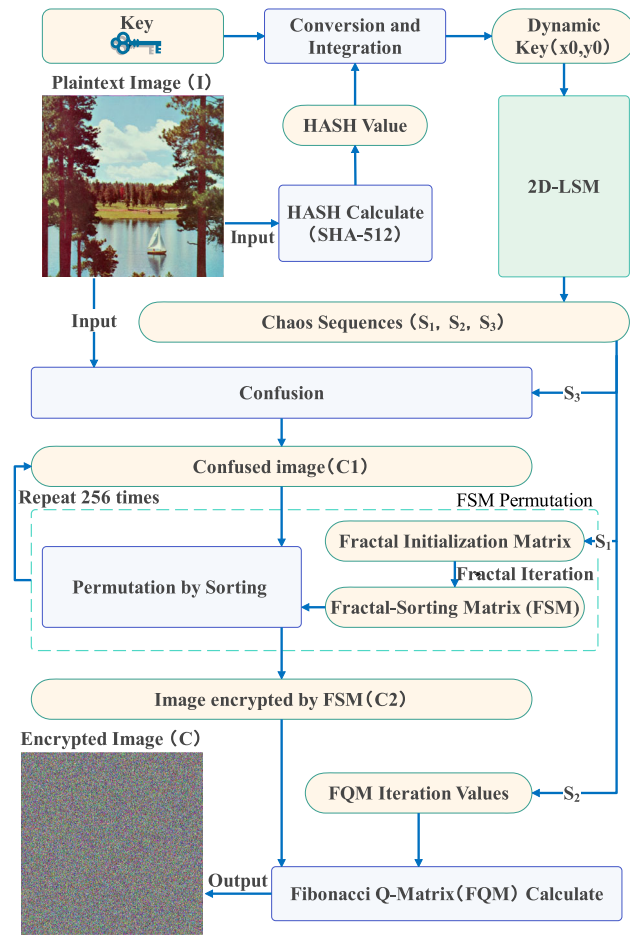 Key
Conversion and
Integration
Dynamic
Key(x0,y0)
Plaintext Image (I)
HASH Value
2D-LSM
HASH Calculate
(SHA-512)
Input
Input
Chaos Sequences (S₁, S₂, S₃)
Confusion
S₃
Confused image(C1)
Repeat 256 times
FSM Permutation
Fractal Initialization Matrix
S₁
Fractal Iteration
Permutation by Sorting
Fractal-Sorting Matrix (FSM)
Image encrypted by FSM(C2)
Encrypted Image (C)
FQM Iteration Values
S₂
Output
Fibonacci Q-Matrix(FQM) Calculate